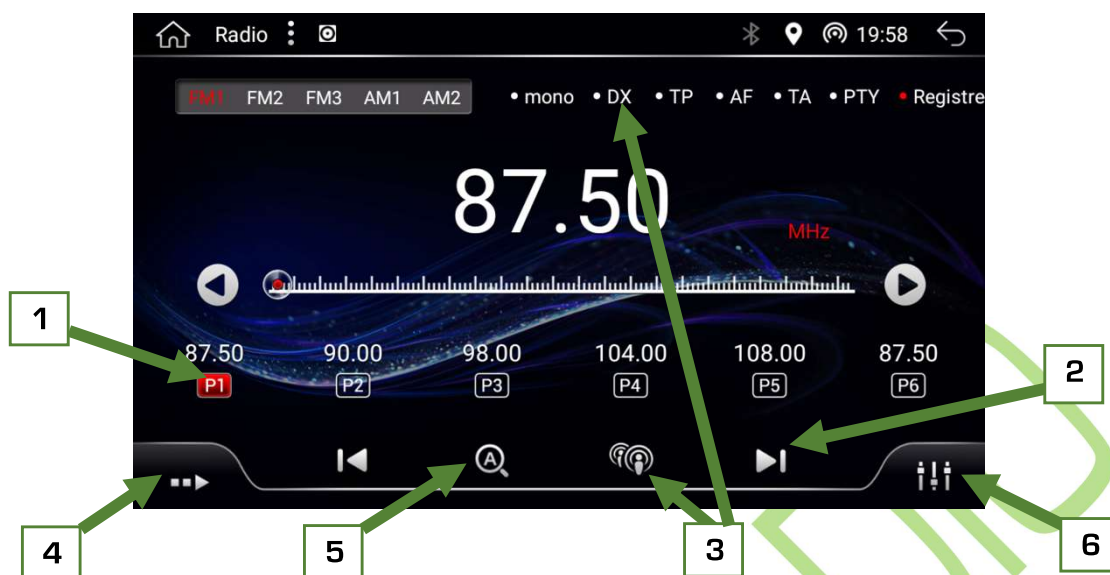 Radio 19:58
FM1 FM2 FM3 AM1 AM2 • mono • DX • TP • AF • TA • PTY • Registre
87.50
MHz
1
87.50 90.00 98.00 104.00 108.00 87.50
P1 P2 P3 P4 P5 P6
2
A
4 5 3 6